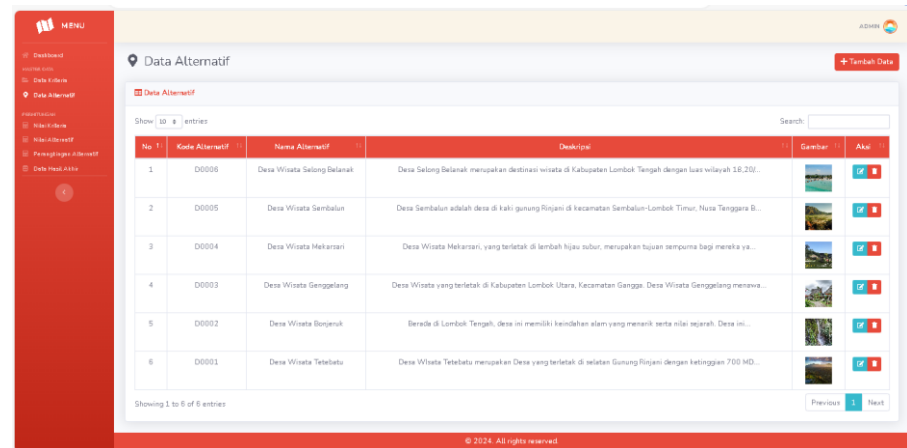 MENU
ADMIN
Dashboard
MASTER DATA
Data Kriteria
Data Alternatif
PERHITUNGAN
Nilai Kriteria
Nilai Alternatif
Perangkingan Alternatif
Data Hasil Akhir
Data Alternatif
+ Tambah Data
Data Alternatif
Show 10 entries
Search:
No Kode Alternatif Nama Alternatif Deskripsi Gambar Aksi
1 D0006 Desa Wisata Selong Belanak Desa Selong Belanak merupakan destinasi wisata di Kabupaten Lombok Tengah dengan luas wilayah 18,20/...
2 D0005 Desa Wisata Sembalun Desa Sembalun adalah desa di kaki gunung Rinjani di kecamatan Sembalun-Lombok Timur, Nusa Tenggara B...
3 D0004 Desa Wisata Mekarsari Desa Wisata Mekarsari, yang terletak di lembah hijau subur, merupakan tujuan sempurna bagi mereka ya...
4 D0003 Desa Wisata Genggelang Desa Wisata yang terletak di Kabupaten Lombok Utara, Kecamatan Gangga. Desa Wisata Genggelang menawa...
5 D0002 Desa Wisata Bonjeruk Berada di Lombok Tengah, desa ini memiliki keindahan alam yang menarik serta nilai sejarah. Desa ini...
6 D0001 Desa Wisata Tetebatu Desa WIsata Tetebatu merupakan Desa yang terletak di selatan Gunung Rinjani dengan ketinggian 700 MD...
Showing 1 to 6 of 6 entries
Previous 1 Next
© 2024. All rights reserved.